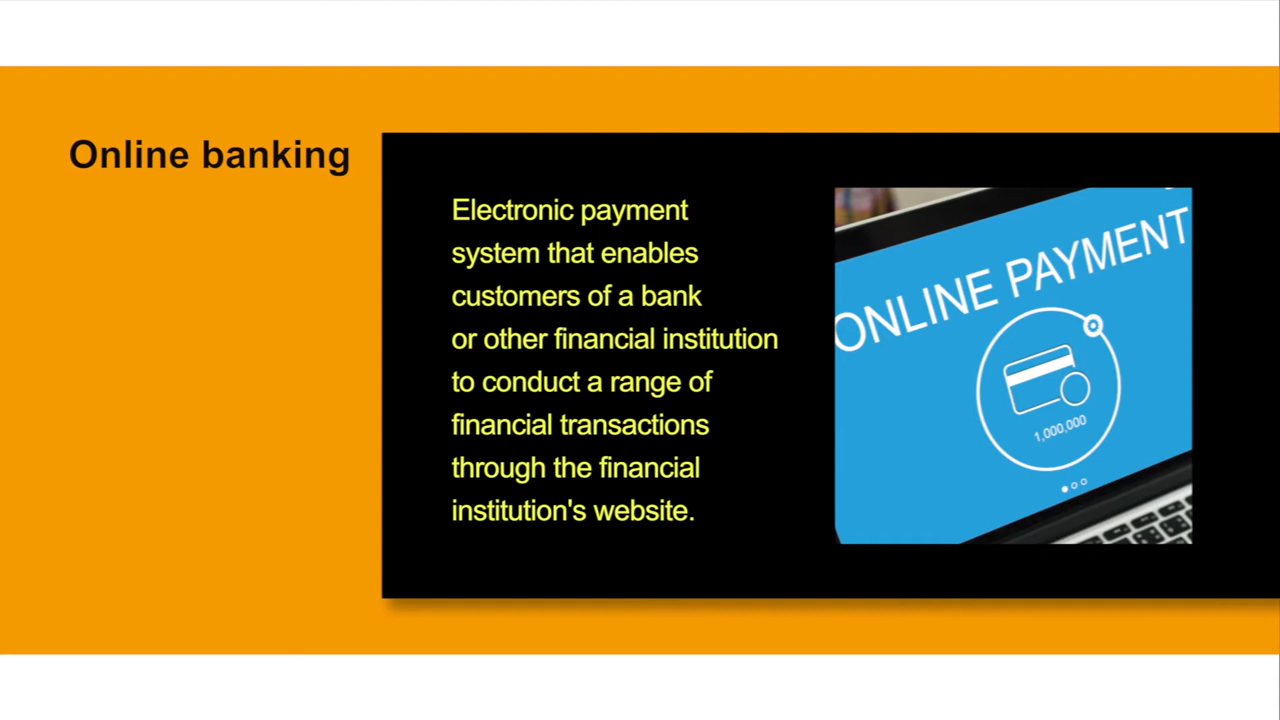 Online banking
Electronic payment
system that enables
customers of a bank
or other financial institution
to conduct a range of
financial transactions
through the financial
institution's website.
ONLINE PAYMENT
1,000,000